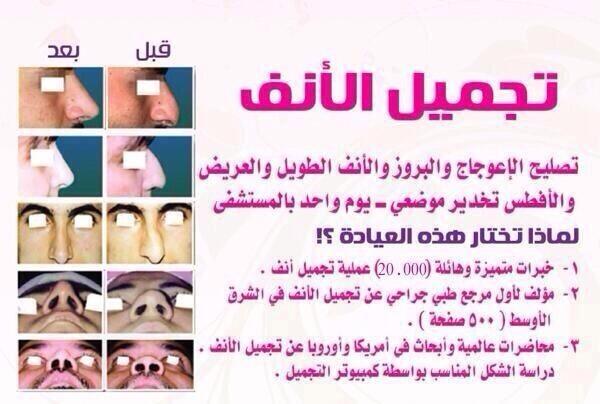 قبل
بعد
تجميل الأنف
تصليح الإعوجاج والبروز والأنف الطويل والعريض
والأفطس تخدير موضعي - يوم واحد بالمستشفى
لماذا تختار هذه العيادة ؟!
١- خبرات متميزة وهائلة (20.000) عملية تجميل أنف .
٢- مؤلف لأول مرجع طبي جراحي عن تجميل الأنف في الشرق
الأوسط ( ٥٠٠ صفحة ) .
٣- محاضرات عالمية وأبحاث في أمريكا وأوروبا عن تجميل الأنف .
دراسة الشكل المناسب بواسطة كمبيوتر التجميل .